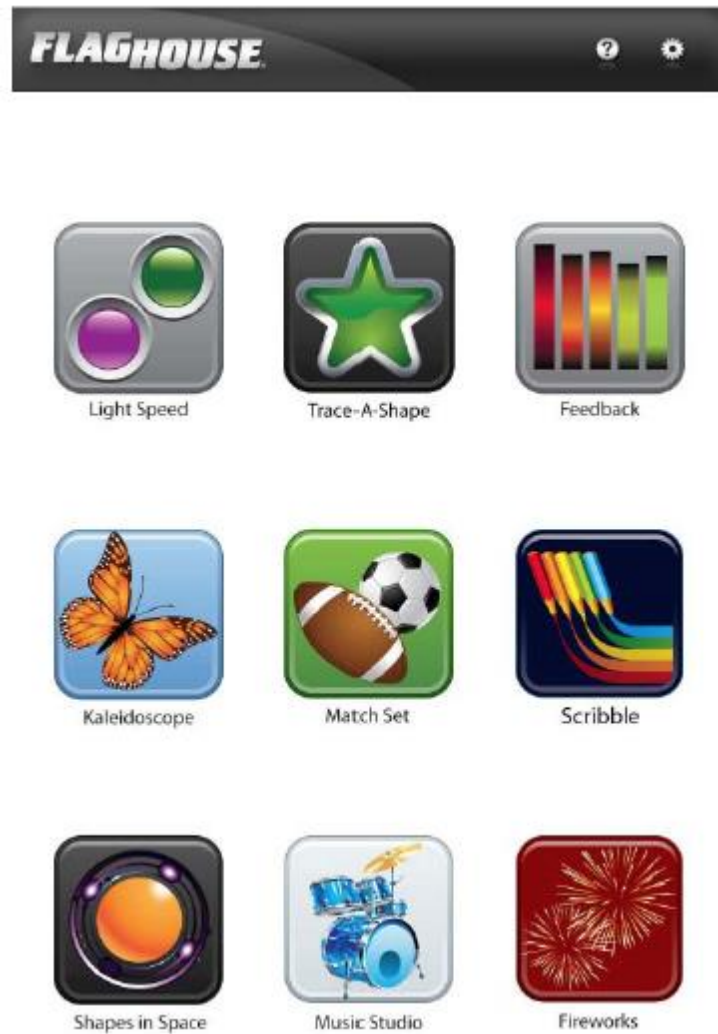 FLAGHOUSE®
?
Light Speed
Trace-A-Shape
Feedback
Kaleidoscope
Match Set
Scribble
Shapes in Space
Music Studio
Fireworks